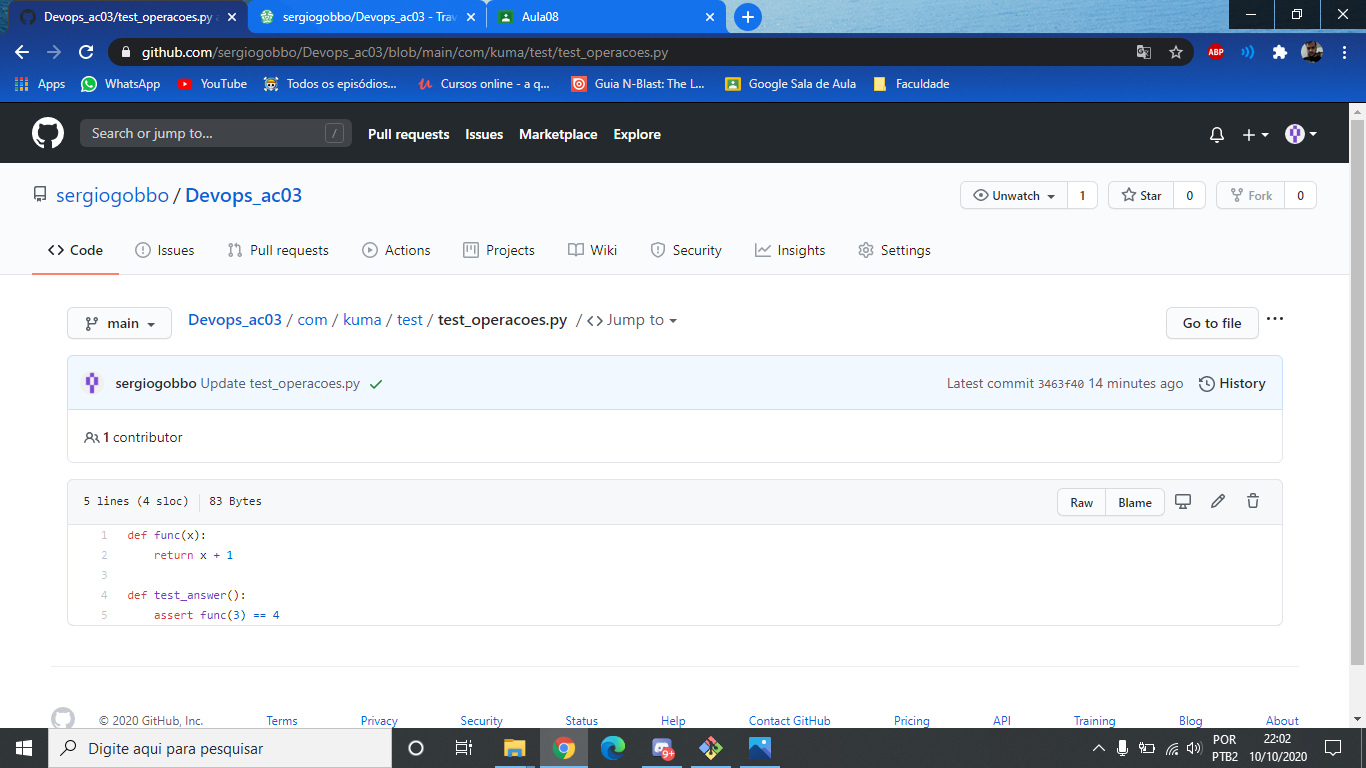 Devops_ac03/test_operacoes.py a
sergiogobbo/Devops_ac03 - Trav
Aula08
github.com/sergiogobbo/Devops_ac03/blob/main/com/kuma/test/test_operacoes.py
ABP
Apps WhatsApp YouTube Todos os episódios... Cursos online - a q... Guia N-Blast: The L... Google Sala de Aula Faculdade
Search or jump to... / Pull requests Issues Marketplace Explore
sergiogobbo / Devops_ac03
Unwatch 1 Star 0 Fork 0
Code Issues Pull requests Actions Projects Wiki Security Insights Settings
main Devops_ac03 / com / kuma / test / test_operacoes.py / <> Jump to Go to file ...
sergiogobbo Update test_operacoes.py Latest commit 3463f40 14 minutes ago History
1 contributor
5 lines (4 sloc) 83 Bytes Raw Blame
1 def func(x):
2 return x + 1
3
4 def test_answer():
5 assert func(3) == 4
© 2020 GitHub, Inc. Terms Privacy Security Status Help Contact GitHub Pricing API Training Blog About
Digite aqui para pesquisar
9+
POR
PTB2
22:02
10/10/2020